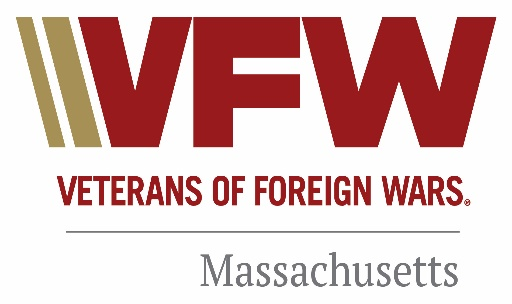 VFW
VETERANS OF FOREIGN WARS®
Massachusetts